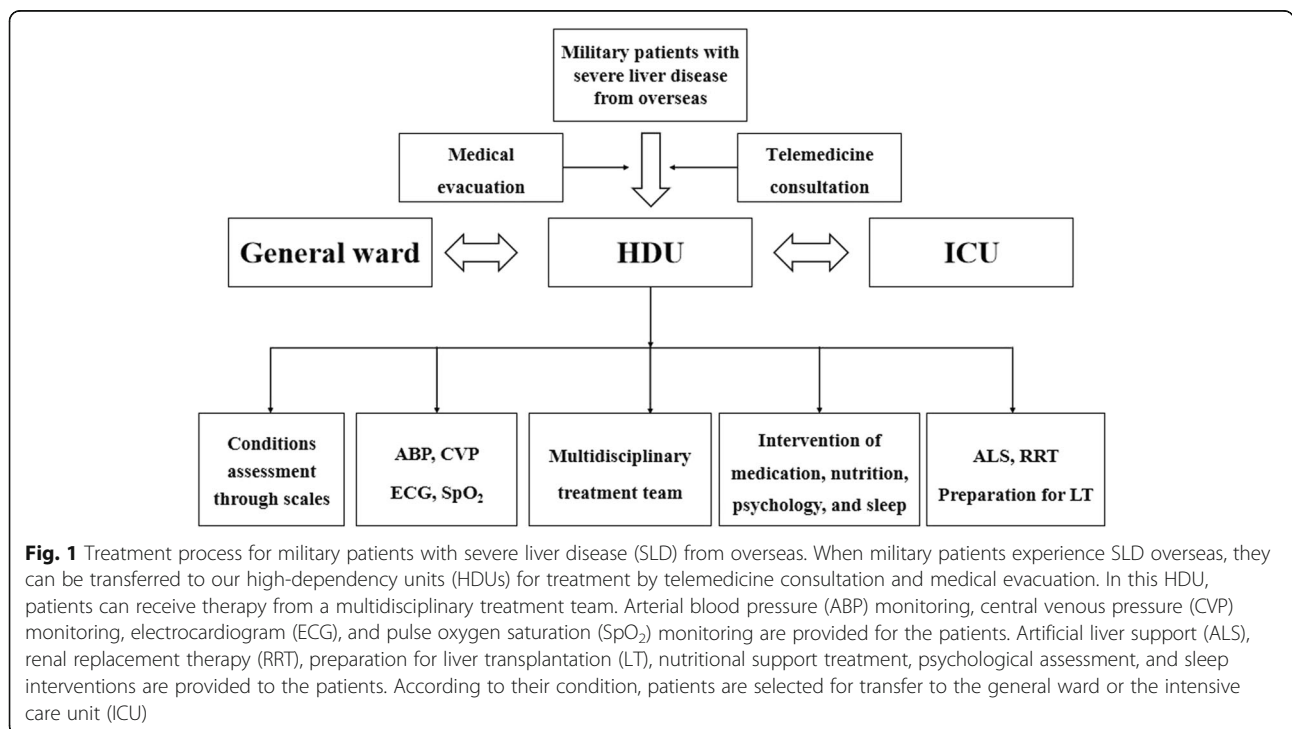 Military patients with
severe liver disease
from overseas
Medical
evacuation
Telemedicine
consultation
General ward
HDU
ICU
Conditions
assessment
through scales
ABP, CVP
ECG, SpO₂
Multidisciplinary
treatment team
Intervention of
medication, nutrition,
psychology, and sleep
ALS, RRT
Preparation for LT
Fig. 1 Treatment process for military patients with severe liver disease (SLD) from overseas. When military patients experience SLD overseas, they
can be transferred to our high-dependency units (HDUs) for treatment by telemedicine consultation and medical evacuation. In this HDU,
patients can receive therapy from a multidisciplinary treatment team. Arterial blood pressure (ABP) monitoring, central venous pressure (CVP)
monitoring, electrocardiogram (ECG), and pulse oxygen saturation (SpO₂) monitoring are provided for the patients. Artificial liver support (ALS),
renal replacement therapy (RRT), preparation for liver transplantation (LT), nutritional support treatment, psychological assessment, and sleep
interventions are provided to the patients. According to their condition, patients are selected for transfer to the general ward or the intensive
care unit (ICU)